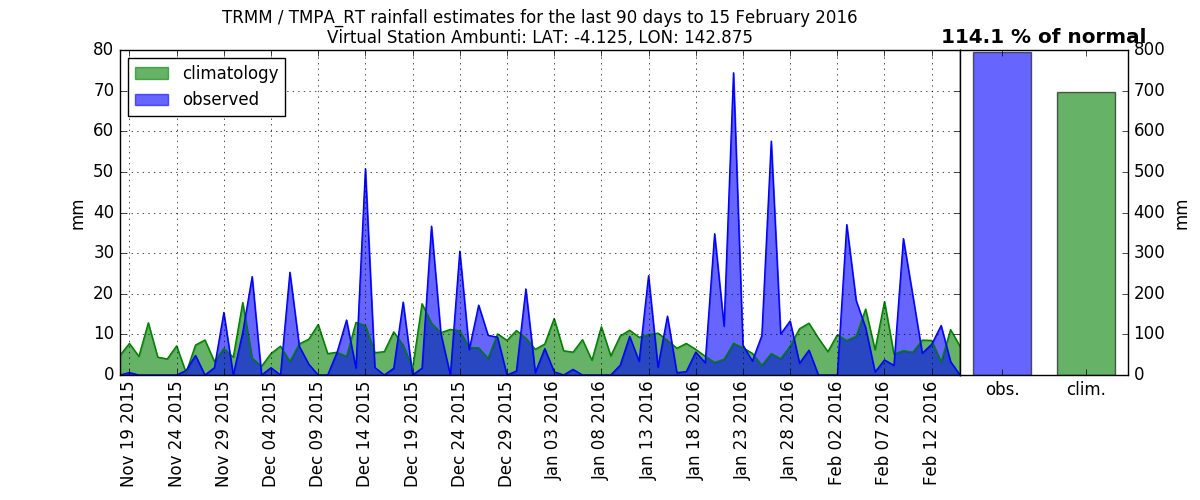 TRMM / TMPA_RT rainfall estimates for the last 90 days to 15 February 2016
Virtual Station Ambunti: LAT: -4.125, LON: 142.875
114.1 % of normal
climatology
observed
mm
80
70
60
50
40
30
20
10
0
Nov 19 2015
Nov 24 2015
Nov 29 2015
Dec 04 2015
Dec 09 2015
Dec 14 2015
Dec 19 2015
Dec 24 2015
Dec 29 2015
Jan 03 2016
Jan 08 2016
Jan 13 2016
Jan 18 2016
Jan 23 2016
Jan 28 2016
Feb 02 2016
Feb 07 2016
Feb 12 2016
obs.
clim.
800
700
600
500
400
300
200
100
0
mm